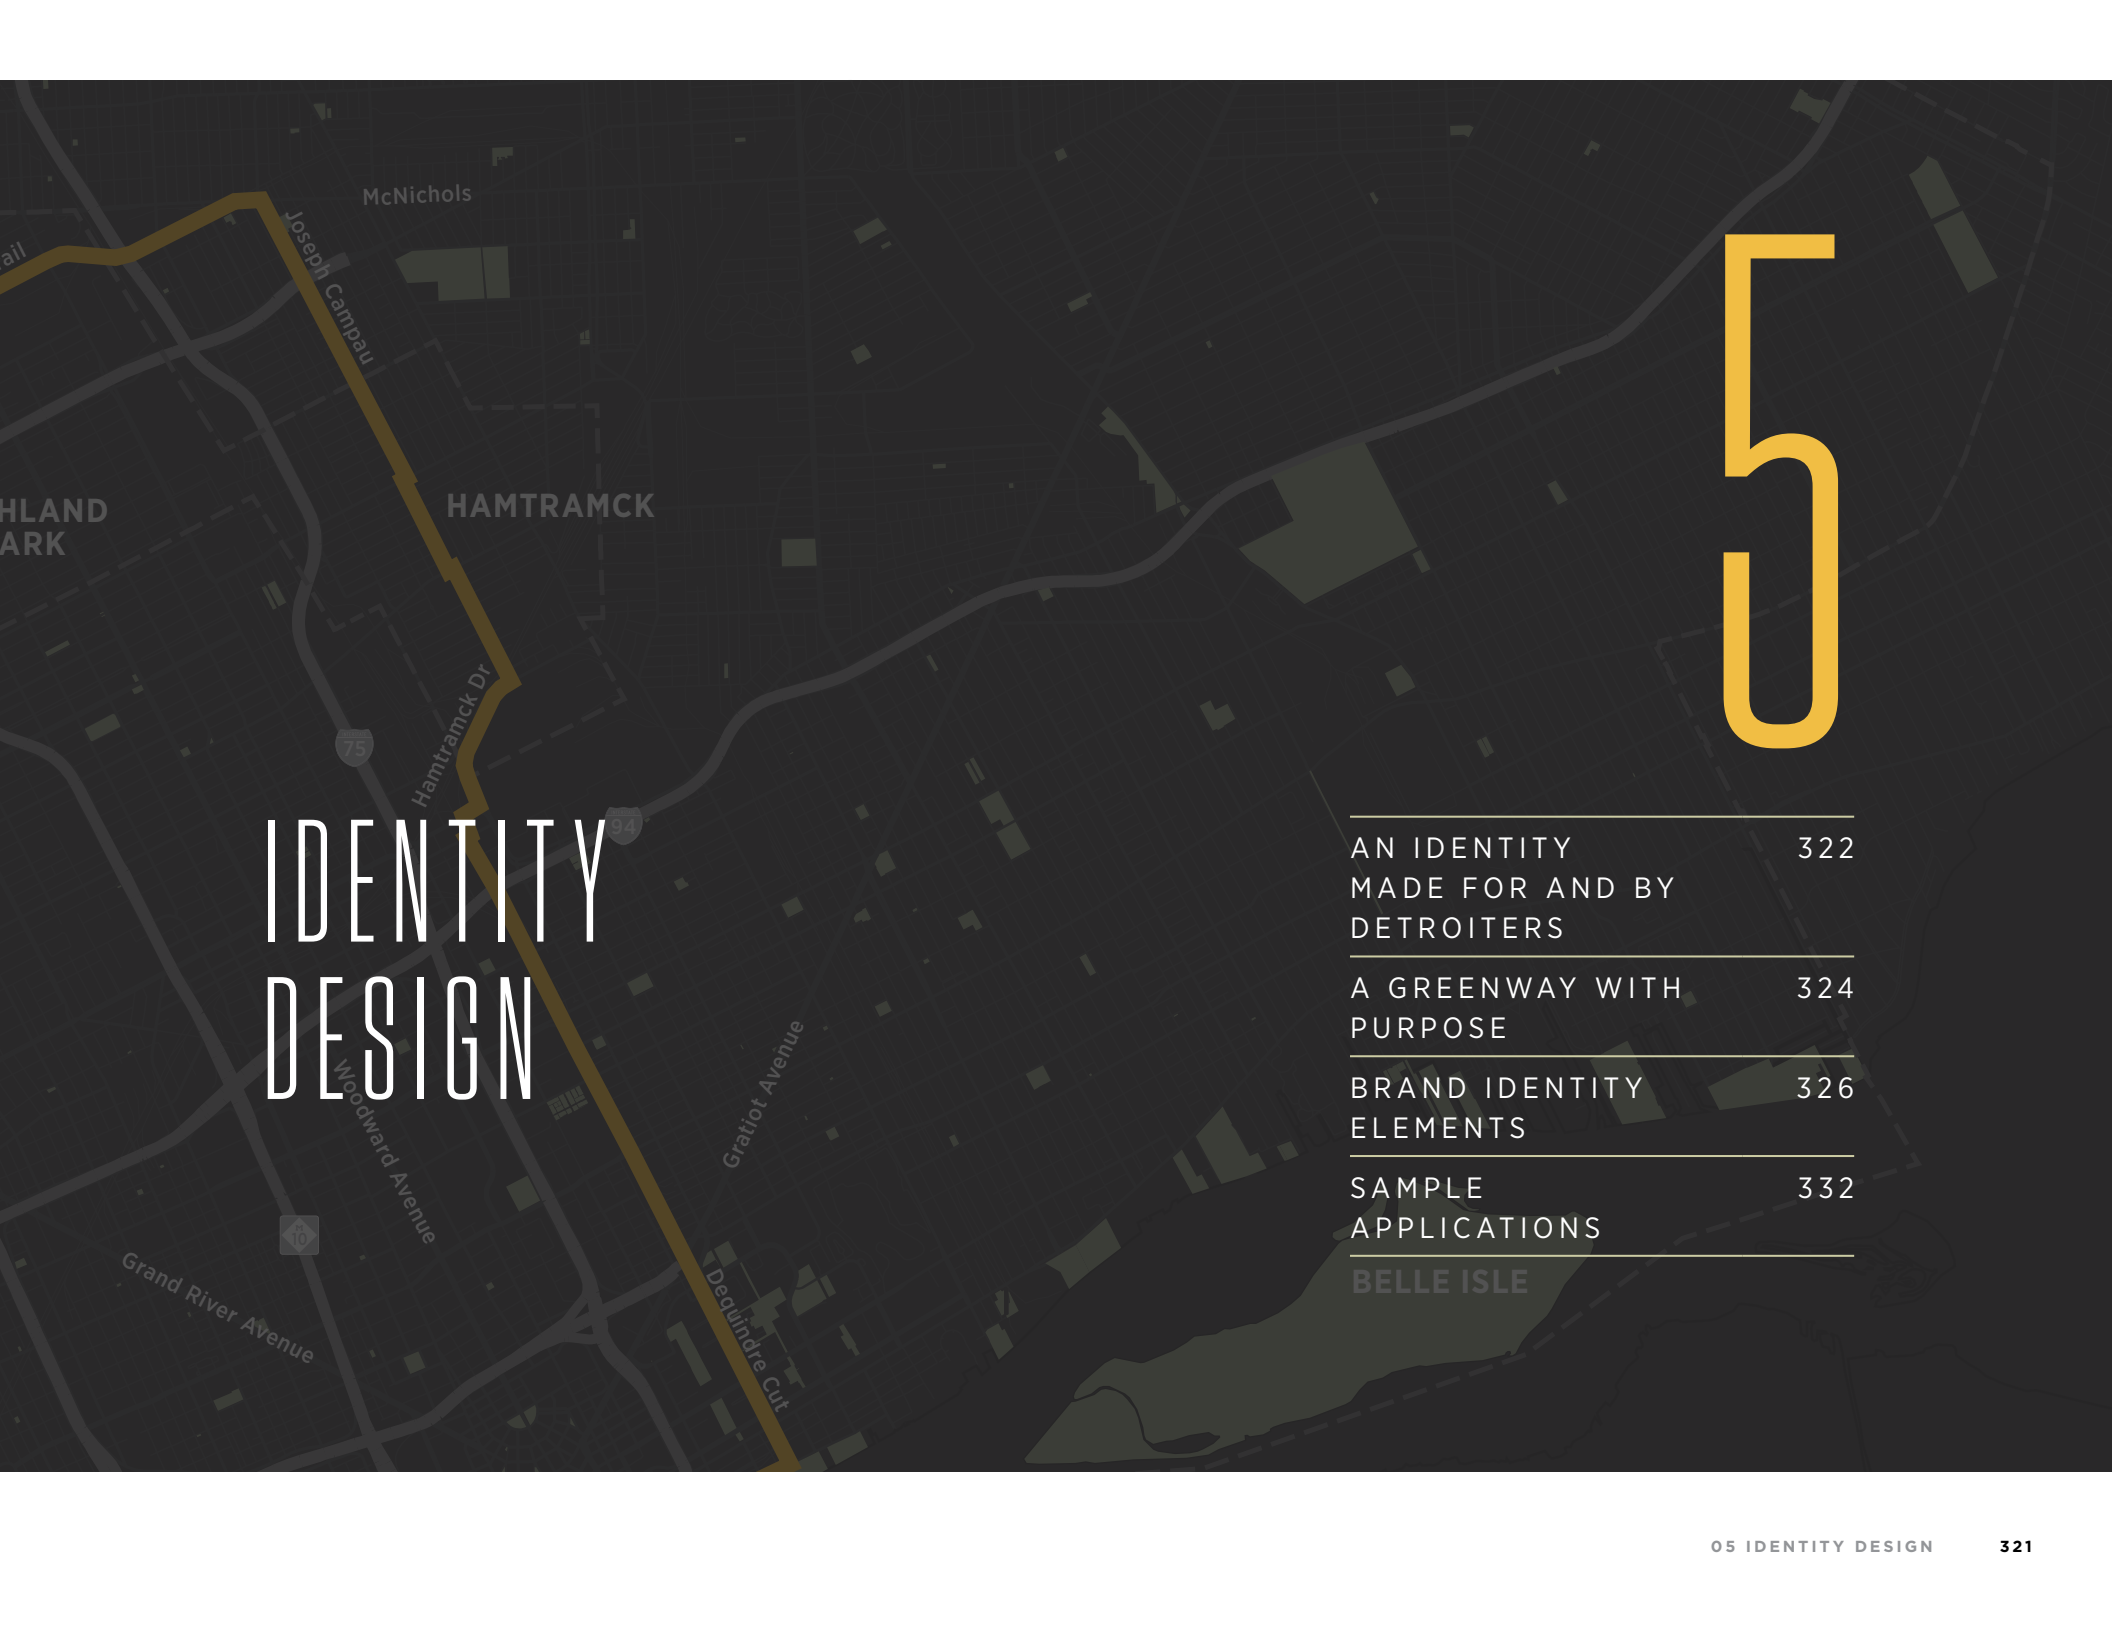 McNichols
Joseph Campau
ail
5
HAMTRAMCK
HLAND
ARK
Hamtramck Dr
75
94
IDENTITY
DESIGN
AN IDENTITY 322
MADE FOR AND BY
DETROITERS
A GREENWAY WITH 324
PURPOSE
BRAND IDENTITY 326
ELEMENTS
SAMPLE 332
APPLICATIONS
BELLE ISLE
Gratiot Avenue
Woodward Avenue
M
10
Grand River Avenue
Dequindre Cut
05 IDENTITY DESIGN 321